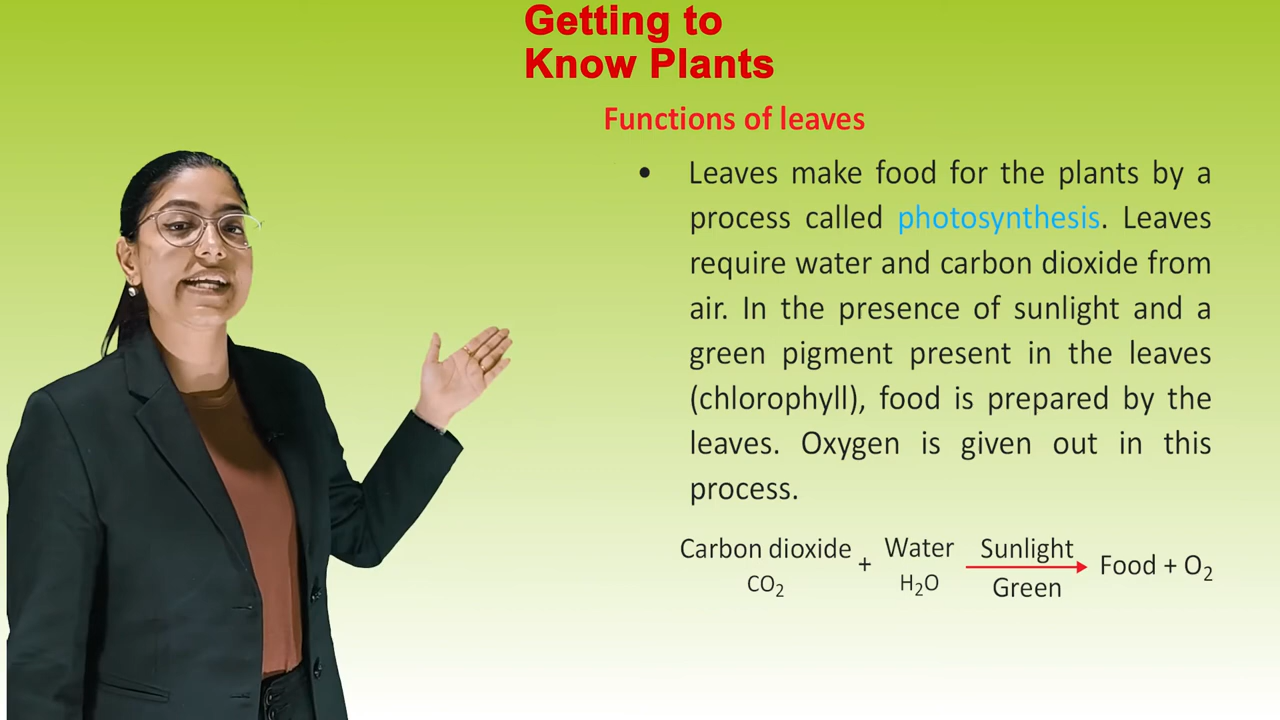 Getting to
Know Plants
Functions of leaves
• Leaves make food for the plants by a
process called photosynthesis. Leaves
require water and carbon dioxide from
air. In the presence of sunlight and a
green pigment present in the leaves
(chlorophyll), food is prepared by the
leaves. Oxygen is given out in this
process.
Carbon dioxide + Water Sunlight Food + O₂
CO₂ H₂O Green